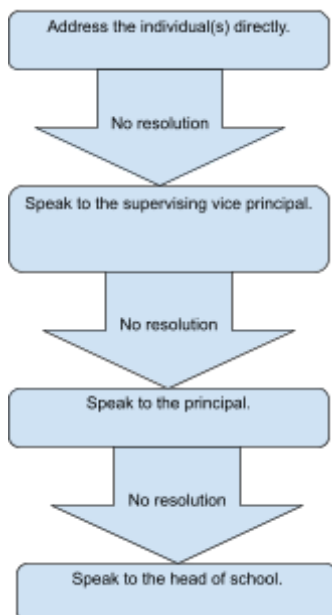 Address the individual(s) directly.
No resolution
Speak to the supervising vice principal.
No resolution
Speak to the principal.
No resolution
Speak to the head of school.